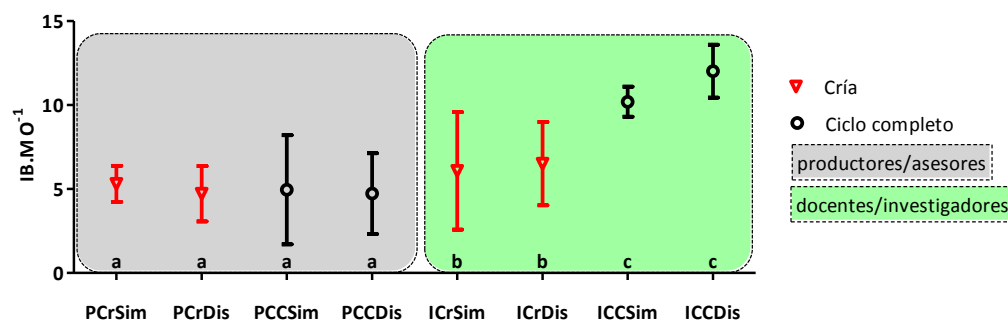 15
10
5
0
IB.MO⁻¹
a a a a b b c c
PCrSim PCrDis PCCSim PCCDis ICrSim ICrDis ICCSim ICCDis
Cría
Ciclo completo
productores/asesores
docentes/investigadores